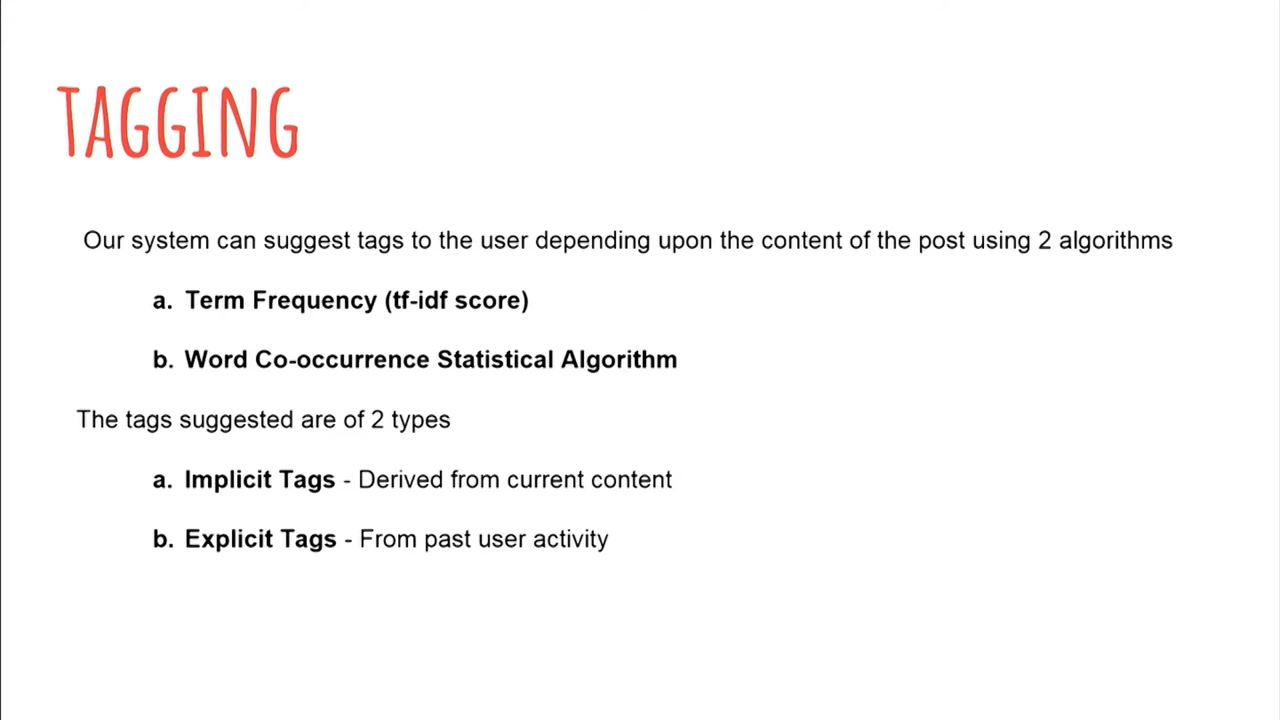 TAGGING
Our system can suggest tags to the user depending upon the content of the post using 2 algorithms
a. Term Frequency (tf-idf score)
b. Word Co-occurrence Statistical Algorithm
The tags suggested are of 2 types
a. Implicit Tags - Derived from current content
b. Explicit Tags - From past user activity